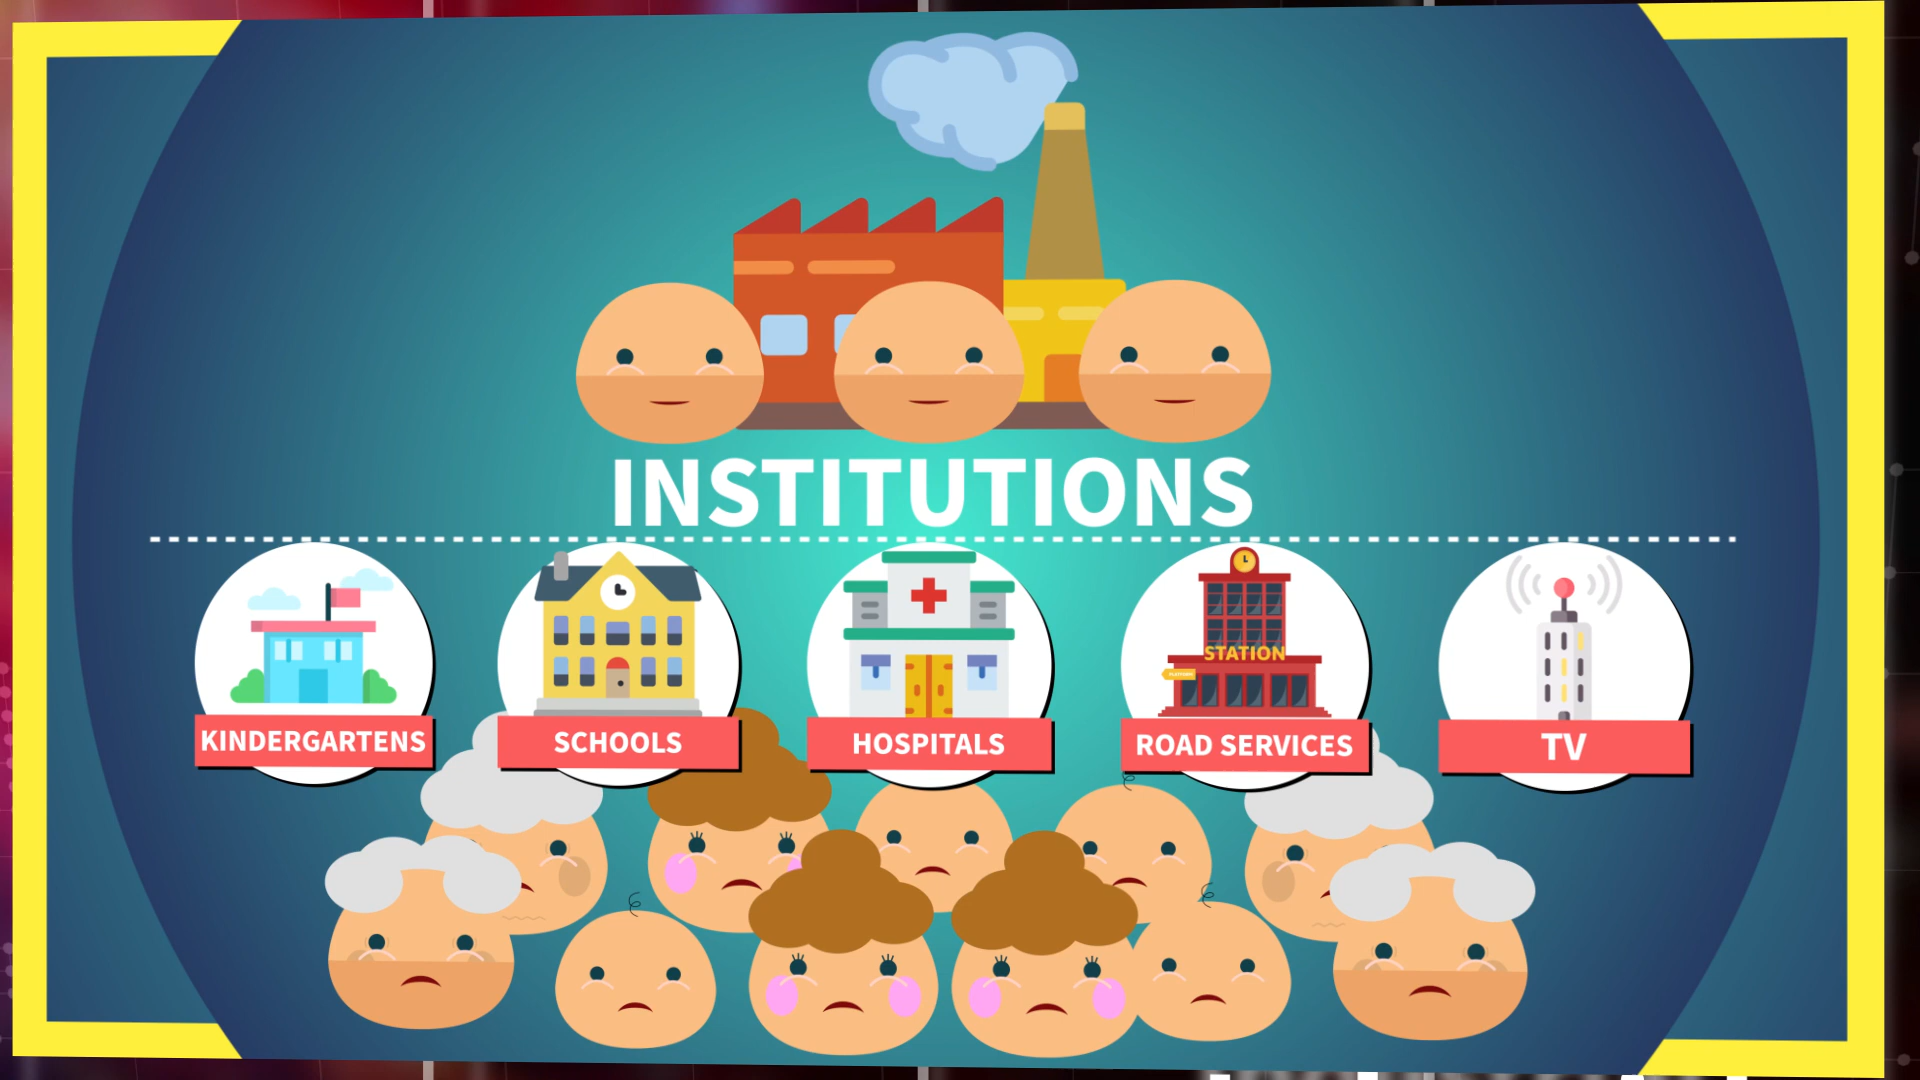 INSTITUTIONS
STATION
KINDERGARTENS
SCHOOLS
HOSPITALS
ROAD SERVICES
TV